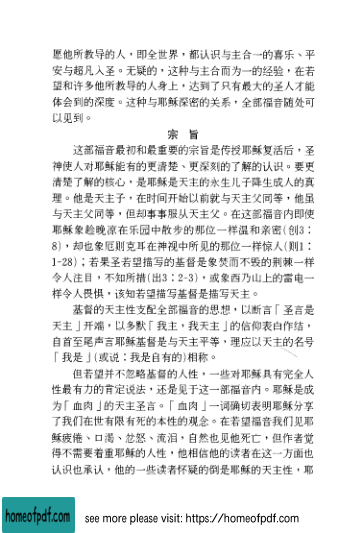 愿他所教导的人，即全世界，都认识与主合一的喜乐、平
安与超凡入圣。无疑的，这种与主合而为一的经验，在若
望和许多他所教导的人身上，达到了只有最大的圣人才能
体会到的深度。这种与耶稣深密的关系，全部福音随处可
以见到。
宗 旨
这部福音最初和最重要的宗旨是传授耶稣复活后，圣
神使人对耶稣能有的更清楚、更深刻的了解的认识。要更
清楚了解的核心，是耶稣是天主的永生儿子降生成人的真
理。他是天主子，在时间开始以前就与天主父同等，他虽
与天主父同等，但却事事服从天主父。在这部福音内即使
耶稣象趁晚凉在乐园中散步的那位一样温和亲密(创3：
8)，却也象厄则克耳在神视中所见的那位一样惊人(则1：
1-28)；若果圣若望描写的基督是象焚而不毁的荆棘一样
令人注目，不知所措(出3；2-3)，或象西乃山上的雷电一
样令人畏惧，该知若望描写基督是描写天主。
基督的天主性支配全部福音的思想，以断言「圣言是
天主」开端，以多默「我主，我天主」的信仰表白作结，
自首至尾声言耶稣基督是与天主平等，理应以天主的名号
「我是」(或说：我是自有的)相称。
但若望并不忽略基督的人性，一些对耶稣具有完全人
性最有力的肯定说法，还是见于这一部福音内。耶稣是成
为「血肉」的天主圣言。「血肉」一词确切表明耶稣分享
了我们在世有限有死的本性的观念。在若望福音我们见耶
稣疲倦、口渴、忿怒、流泪，自然也见他死亡，但作者觉
得不需要着重耶稣的人性，他相信他的读者在这一方面也
认识也承认，他的一些读者怀疑的倒是耶稣的天主性，耶
homeofpdf.com
see more please visit: https://homeofpdf.com